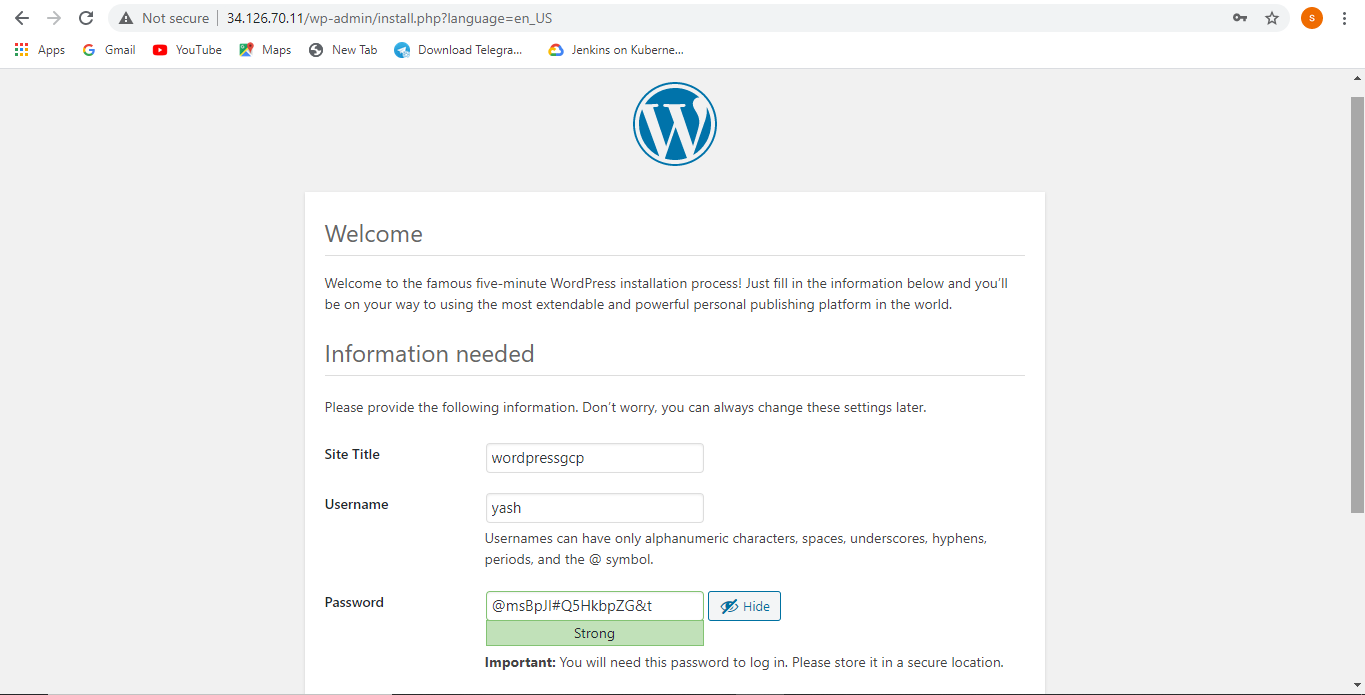 Not secure | 34.126.70.11/wp-admin/install.php?language=en_US
S
Apps Gmail YouTube Maps New Tab Download Telegra... Jenkins on Kuberne...
W
Welcome
Welcome to the famous five-minute WordPress installation process! Just fill in the information below and you’ll
be on your way to using the most extendable and powerful personal publishing platform in the world.
Information needed
Please provide the following information. Don’t worry, you can always change these settings later.
Site Title wordpressgcp
Username yash
Usernames can have only alphanumeric characters, spaces, underscores, hyphens,
periods, and the @ symbol.
Password @msBpJl#Q5HkbpZG&t Hide
Strong
Important: You will need this password to log in. Please store it in a secure location.